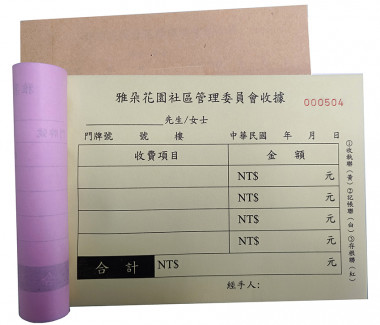 雅朵花園社區管理委員會收據
000504
先生/女士
門牌號 號 樓 中華民國 年 月 日
收費項目 金額
NT$ 元
NT$ 元
NT$ 元
NT$ 元
合計 NT$ 元
經手人:
①收執聯(黃)②記帳聯(白)③存根聯(紅)